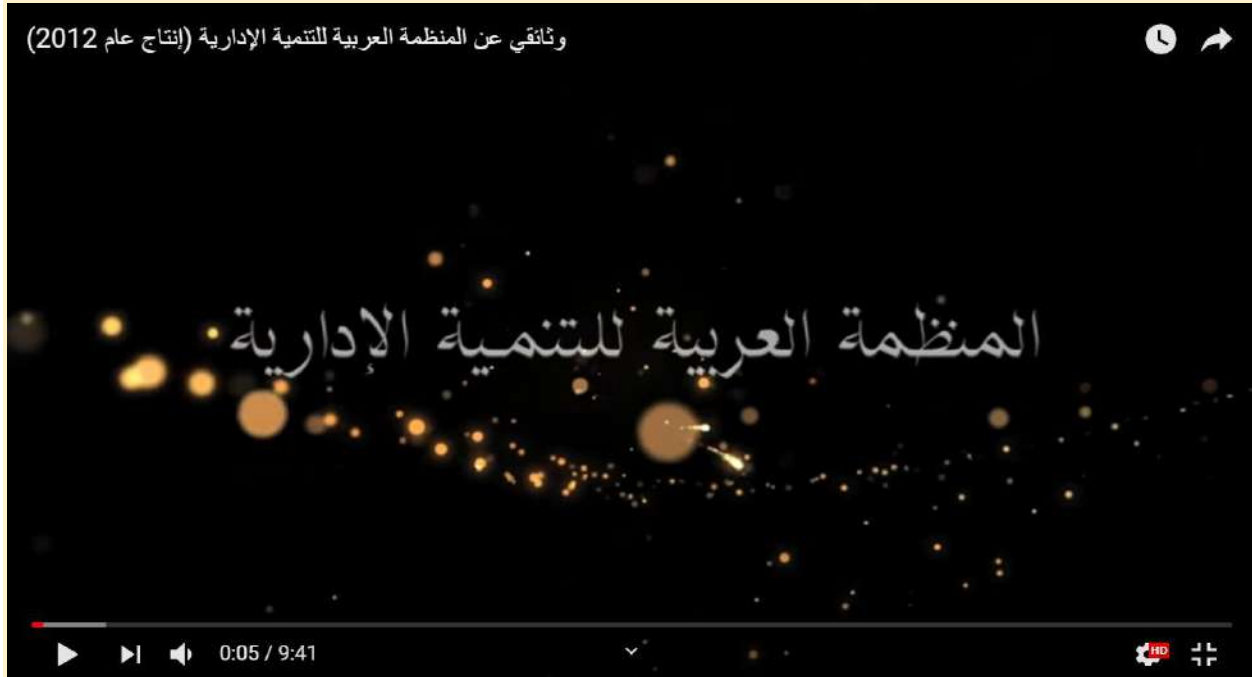 وثائقي عن المنظمة العربية للتنمية الإدارية (إنتاج عام 2012)
المنظمة العربية للتنمية الإدارية
0:05 / 9:41
HD